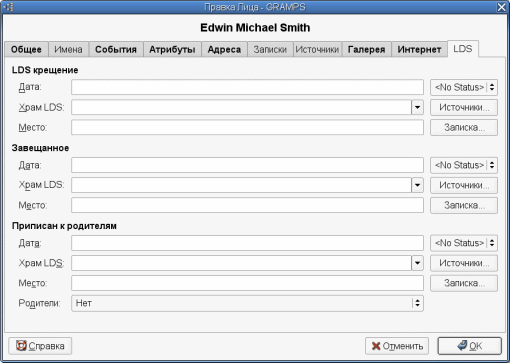 Правка Лица - GRAMPS
Edwin Michael Smith
Общее Имена События Атрибуты Адреса Записки Источники Галерея Интернет LDS
LDS крещение
Дата: <No Status>
Храм LDS: Источники...
Место: Записка...
Завещанное
Дата: <No Status>
Храм LDS: Источники...
Место: Записка...
Приписан к родителям
Дата: <No Status>
Храм LDS: Источники...
Место: Записка...
Родители: Нет
Справка Отменить OK